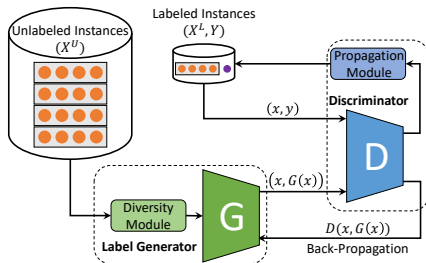 Unlabeled Instances
(X^U)
Labeled Instances
(X^L, Y)
Propagation
Module
Discriminator
(x, y)
D
(x, G(x))
Diversity
Module
G
Label Generator
D(x, G(x))
Back-Propagation